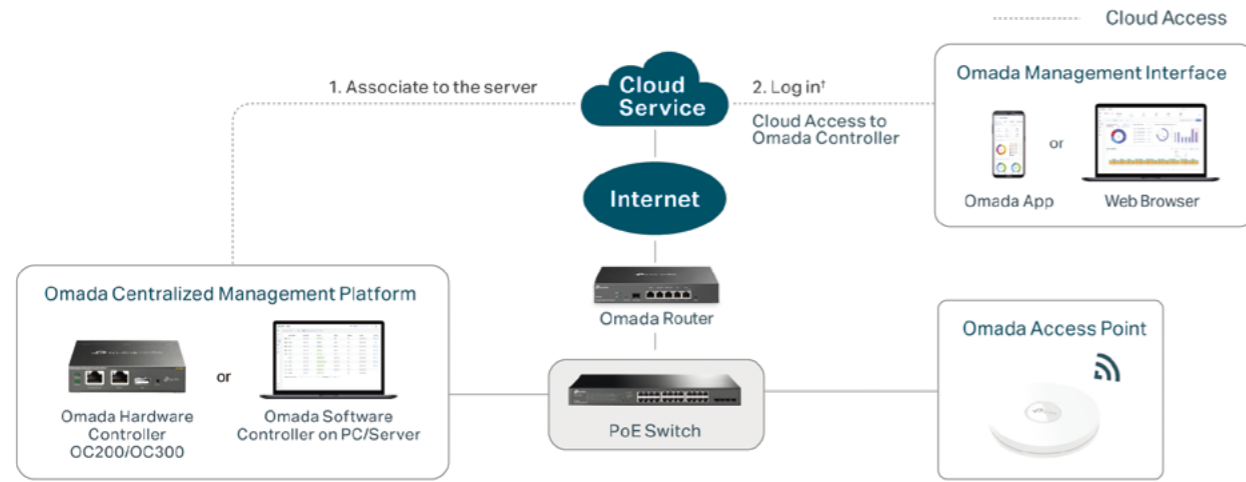 Cloud Access
1. Associate to the server
Cloud
Service
2. Log in†
Cloud Access to
Omada Controller
Omada Management Interface
or
Omada App
Web Browser
Internet
Omada Router
Omada Centralized Management Platform
or
Omada Hardware
Controller
OC200/OC300
Omada Software
Controller on PC/Server
PoE Switch
Omada Access Point